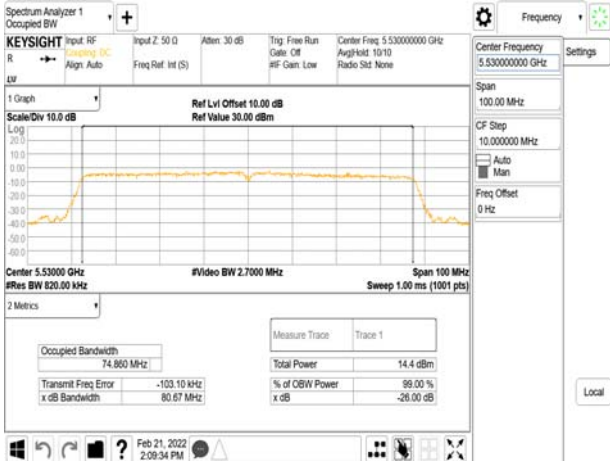 Spectrum Analyzer 1
Occupied BW
+
Frequency
KEYSIGHT Input: RF Input Z: 50 Ω Atten: 30 dB Trig: Free Run Center Freq: 5.530000000 GHz
R Coupling: DC Gate: Off Avg|Hold: 10/10
Align: Auto Freq Ref: Int (S) #IF Gain: Low Radio Std: None
LV
Center Frequency
5.530000000 GHz
Settings
Span
100.00 MHz
CF Step
10.000000 MHz
Auto
Man
Freq Offset
0 Hz
Local
1 Graph
Ref Lvl Offset 10.00 dB
Scale/Div 10.0 dB Ref Value 30.00 dBm
Log
20.0
10.0
0.00
-10.0
-20.0
-30.0
-40.0
-50.0
-60.0
Center 5.53000 GHz #Video BW 2.7000 MHz Span 100 MHz
#Res BW 820.00 kHz Sweep 1.00 ms (1001 pts)
2 Metrics
Measure Trace Trace 1
Occupied Bandwidth
74.860 MHz Total Power 14.4 dBm
Transmit Freq Error -103.10 kHz % of OBW Power 99.00 %
x dB Bandwidth 80.67 MHz x dB -26.00 dB
? Feb 21, 2022
2:09:34 PM